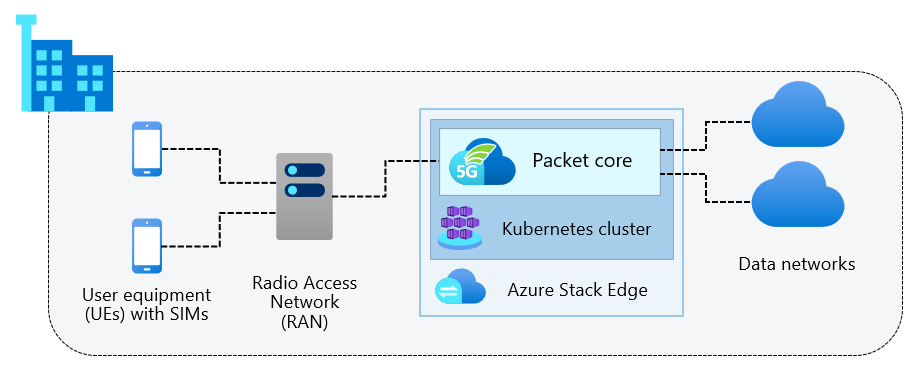 5G
Packet core
Kubernetes cluster
Azure Stack Edge
User equipment
(UEs) with SIMs
Radio Access
Network
(RAN)
Data networks